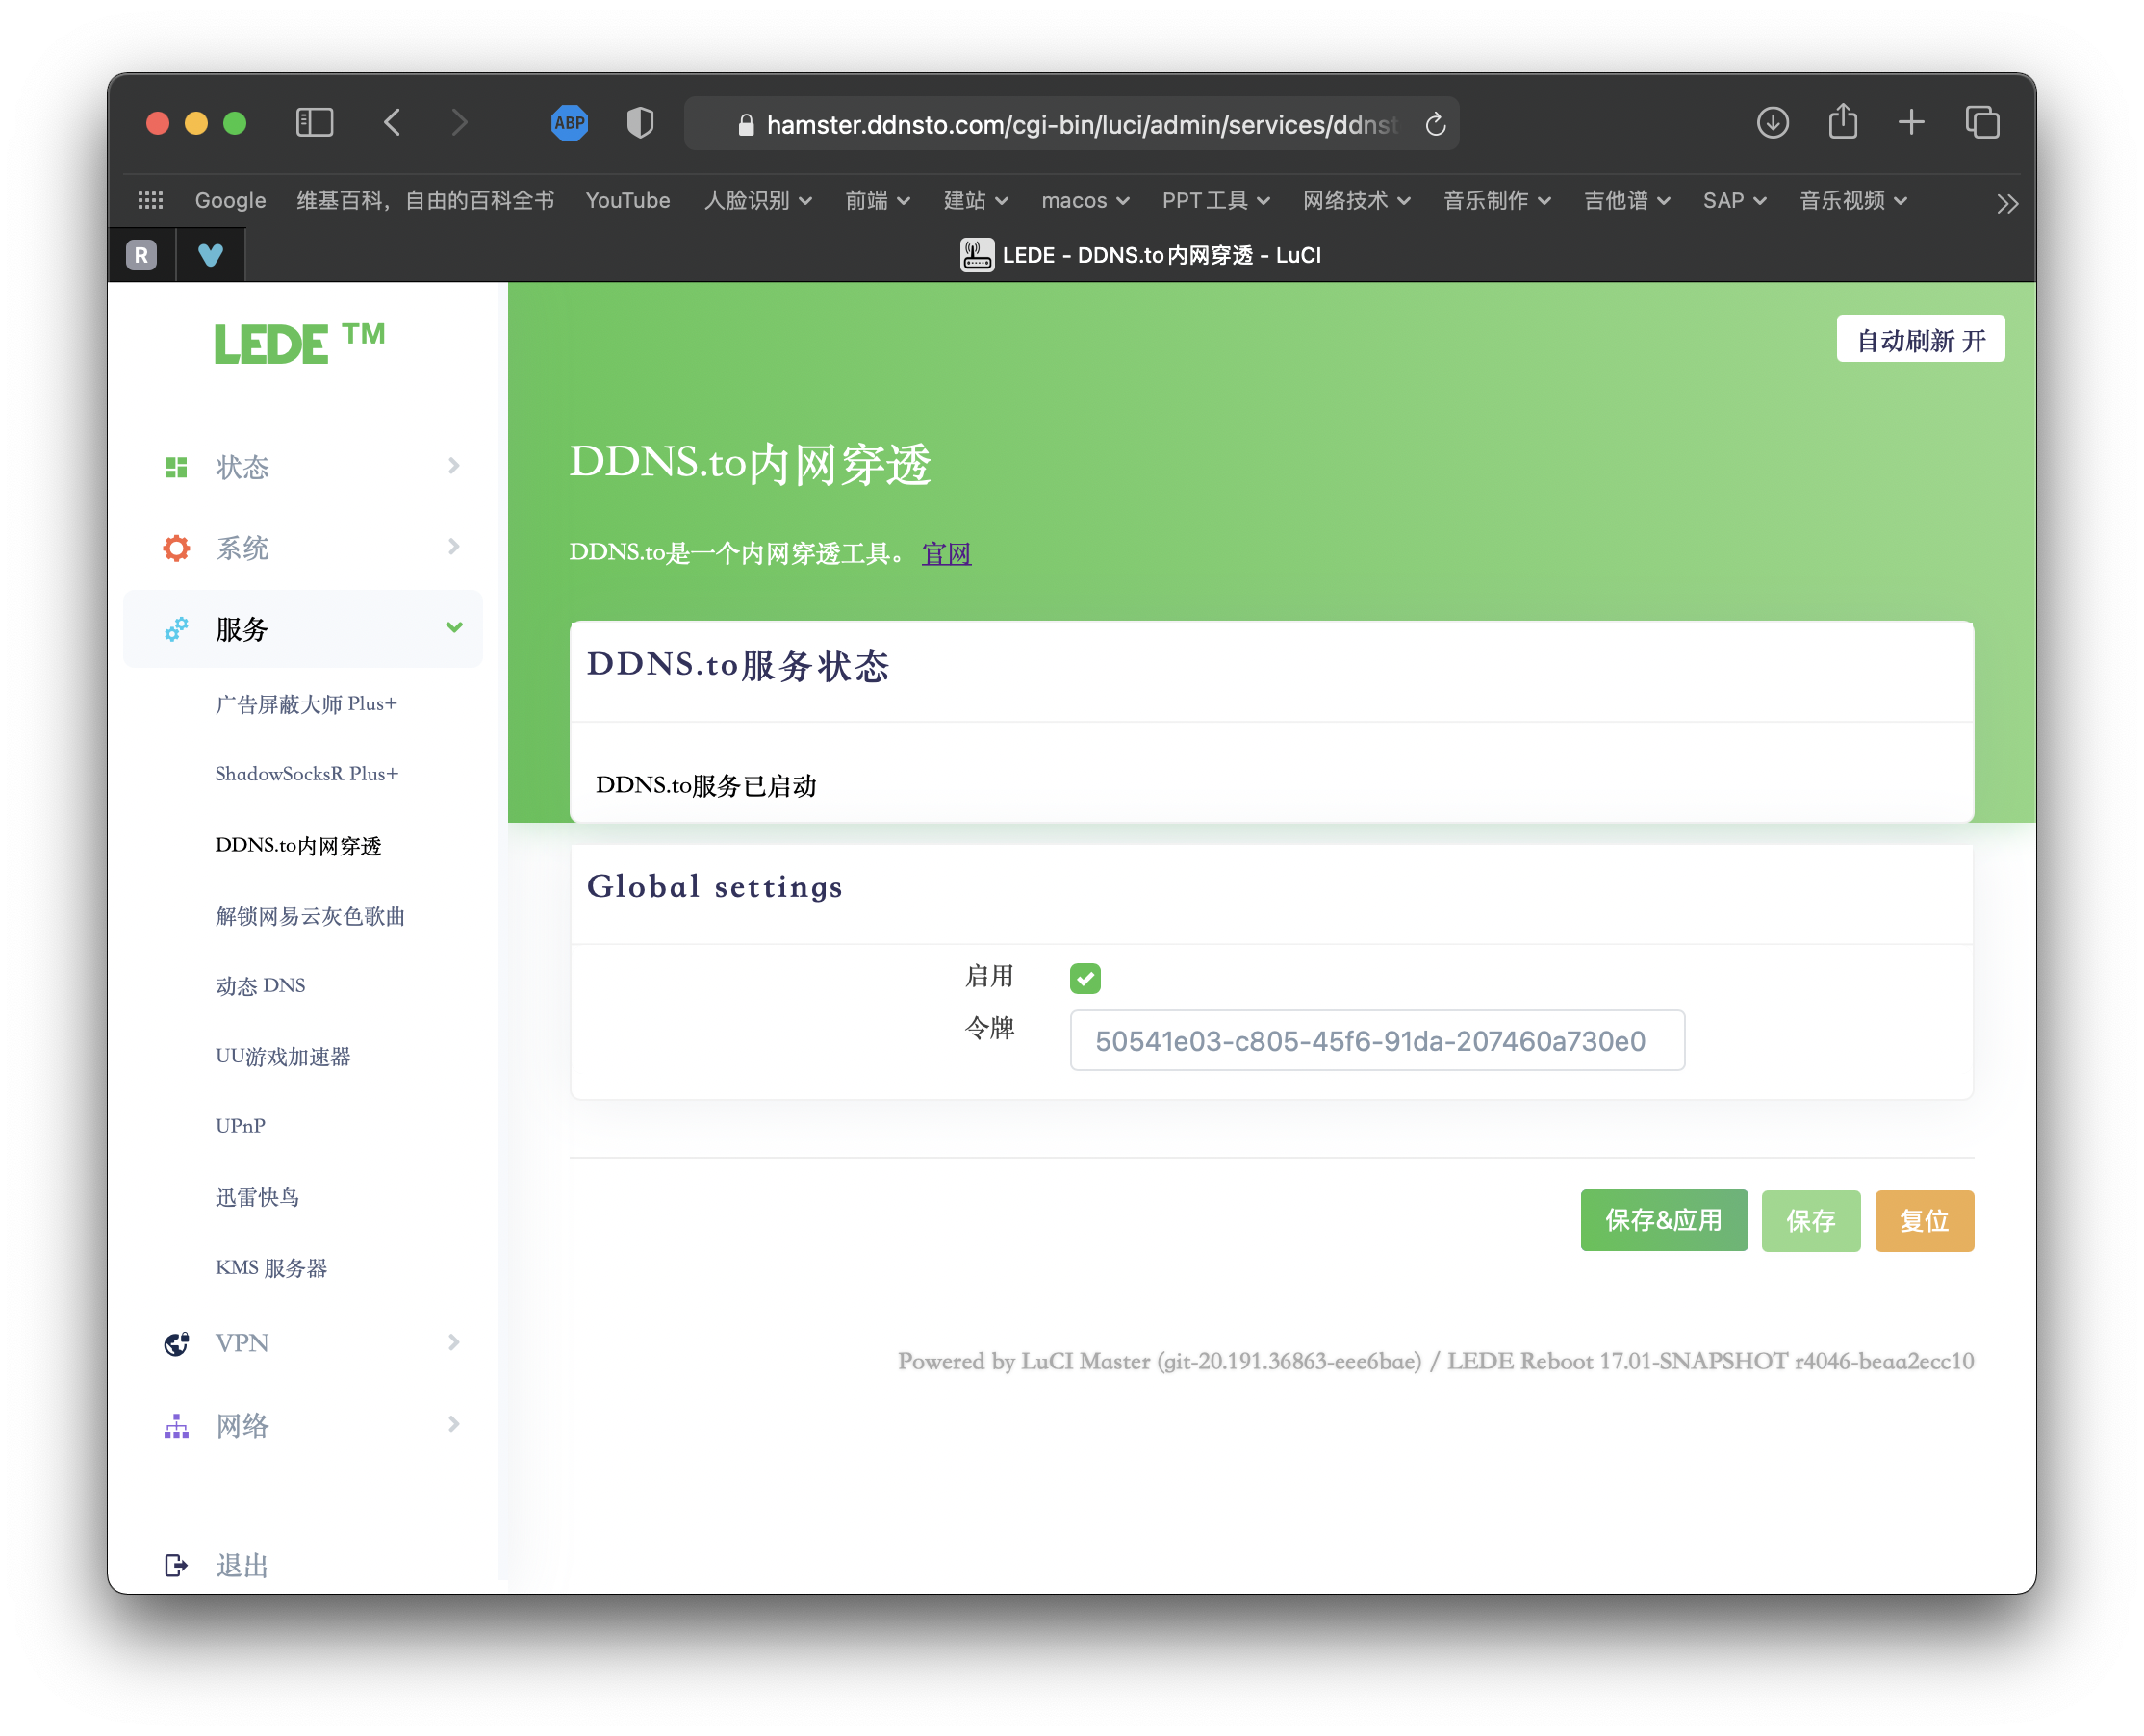 ABP
hamster.ddnsto.com/cgi-bin/luci/admin/services/ddnst
Google 维基百科，自由的百科全书 YouTube 人脸识别 前端 建站 macos PPT工具 网络技术 音乐制作 吉他谱 SAP 音乐视频
R
LEDE - DDNS.to内网穿透 - LuCI
LEDE ™
状态
系统
服务
广告屏蔽大师 Plus+
ShadowSocksR Plus+
DDNS.to内网穿透
解锁网易云灰色歌曲
动态 DNS
UU游戏加速器
UPnP
迅雷快鸟
KMS 服务器
VPN
网络
退出
自动刷新 开
DDNS.to内网穿透
DDNS.to是一个内网穿透工具。 官网
DDNS.to服务状态
DDNS.to服务已启动
Global settings
启用
令牌 50541e03-c805-45f6-91da-207460a730e0
保存&应用 保存 复位
Powered by LuCI Master (git-20.191.36863-eee6bae) / LEDE Reboot 17.01-SNAPSHOT r4046-beaa2ecc10